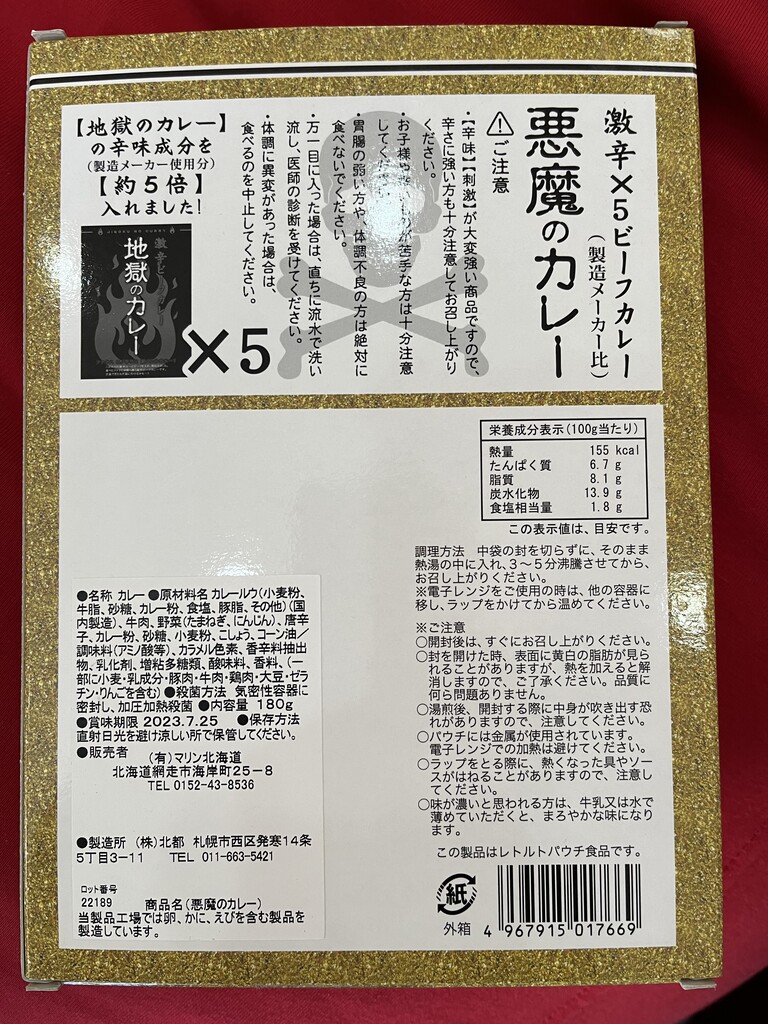 激辛×5ビーフカレー
(製造メーカー比)
悪魔のカレー
ご注意
・【辛味】【刺激】が大変強い商品ですので、
辛さに強い方も十分注意してお召し上がり
ください。
・お子様や
苦手な方は十分注意
してください。
・胃腸の弱い方や、体調不良の方は絶対に
食べないでください。
・万一目に入った場合は、直ちに流水で洗い
流し、医師の診断を受けてください。
・体調に異変があった場合は、
食べるのを中止してください。
【地獄のカレー】
の辛味成分を
(製造メーカー使用分)
【約5倍】
入れました!
JIGOKU NO CURRY
激辛ビーフ
地獄のカレー
×5
栄養成分表示(100g当たり)
熱量 155 kcal
たんぱく質 6.7 g
脂質 8.1 g
炭水化物 13.9 g
食塩相当量 1.8 g
この表示値は、目安です。
調理方法 中袋の封を切らずに、そのまま
熱湯の中に入れ、3〜5分沸騰させてから、
お召し上がりください。
※電子レンジをご使用の時は、他の容器に
移し、ラップをかけてから温めてください。
※ご注意
○開封後は、すぐにお召し上がりください。
○封を開けた時、表面に黄白の脂肪が見ら
れることがありますが、熱を加えると解
消しますので、ご了承ください。品質に
何ら問題ありません。
○湯煎後、開封する際に中身が吹き出す恐
れがありますので、注意してください。
○パウチには金属が使用されています。
電子レンジでの加熱は避けてください。
○ラップをとる際に、熱くなった具やソー
スがはねることがありますので、注意し
てください。
○味が濃いと思われる方は、牛乳又は水で
薄めていただくと、まろやかな味になり
ます。
この製品はレトルトパウチ食品です。
紙
外箱
4 967915 017669
●名称 カレー ●原材料名 カレールウ(小麦粉、
牛脂、砂糖、カレー粉、食塩、豚脂、その他)(国
内製造)、牛肉、野菜(たまねぎ、にんじん)、唐辛
子、カレー粉、砂糖、小麦粉、こしょう、コーン油/
調味料(アミノ酸等)、カラメル色素、香辛料抽出
物、乳化剤、増粘多糖類、酸味料、香料、(一
部に小麦・乳成分・豚肉・牛肉・鶏肉・大豆・ゼラ
チン・りんごを含む) ●殺菌方法 気密性容器に
密封し、加圧加熱殺菌 ●内容量 180g
●賞味期限 2023.7.25 ●保存方法
直射日光を避け涼しい所で保管してください。
●販売者 (有)マリン北海道
北海道網走市海岸町25-8
TEL 0152-43-8536
●製造所 (株)北都 札幌市西区発寒14条
5丁目3-11 TEL 011-663-5421
ロット番号
22189 商品名(悪魔のカレー)
当製品工場では卵、かに、えびを含む製品を
製造しています。